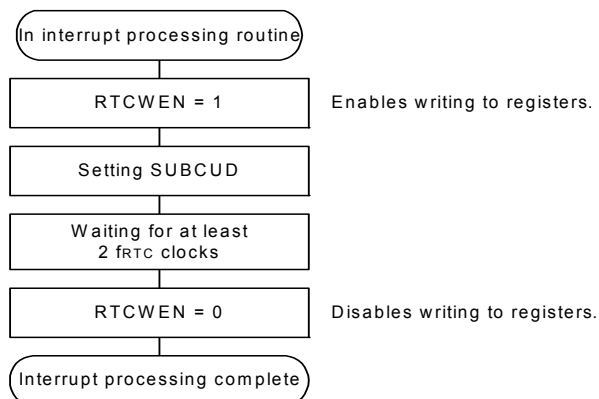 In interrupt processing routine
RTCWEN = 1
Enables writing to registers.
Setting SUBCUD
Waiting for at least
2 fRTC clocks
RTCWEN = 0
Disables writing to registers.
Interrupt processing complete